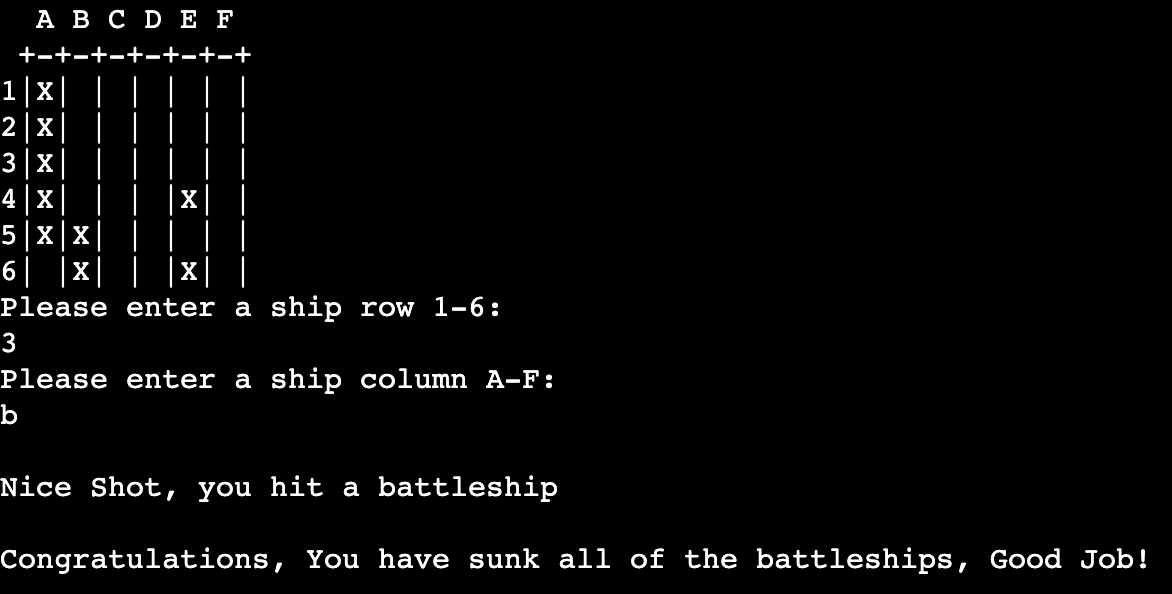 A B C D E F
 +-+-+-+-+-+-+
1|X| | | | | |
2|X| | | | | |
3|X| | | | | |
4|X| | | |X| |
5|X|X| | | | |
6| |X| | |X| |
Please enter a ship row 1-6:
3
Please enter a ship column A-F:
b
Nice Shot, you hit a battleship
Congratulations, You have sunk all of the battleships, Good Job!